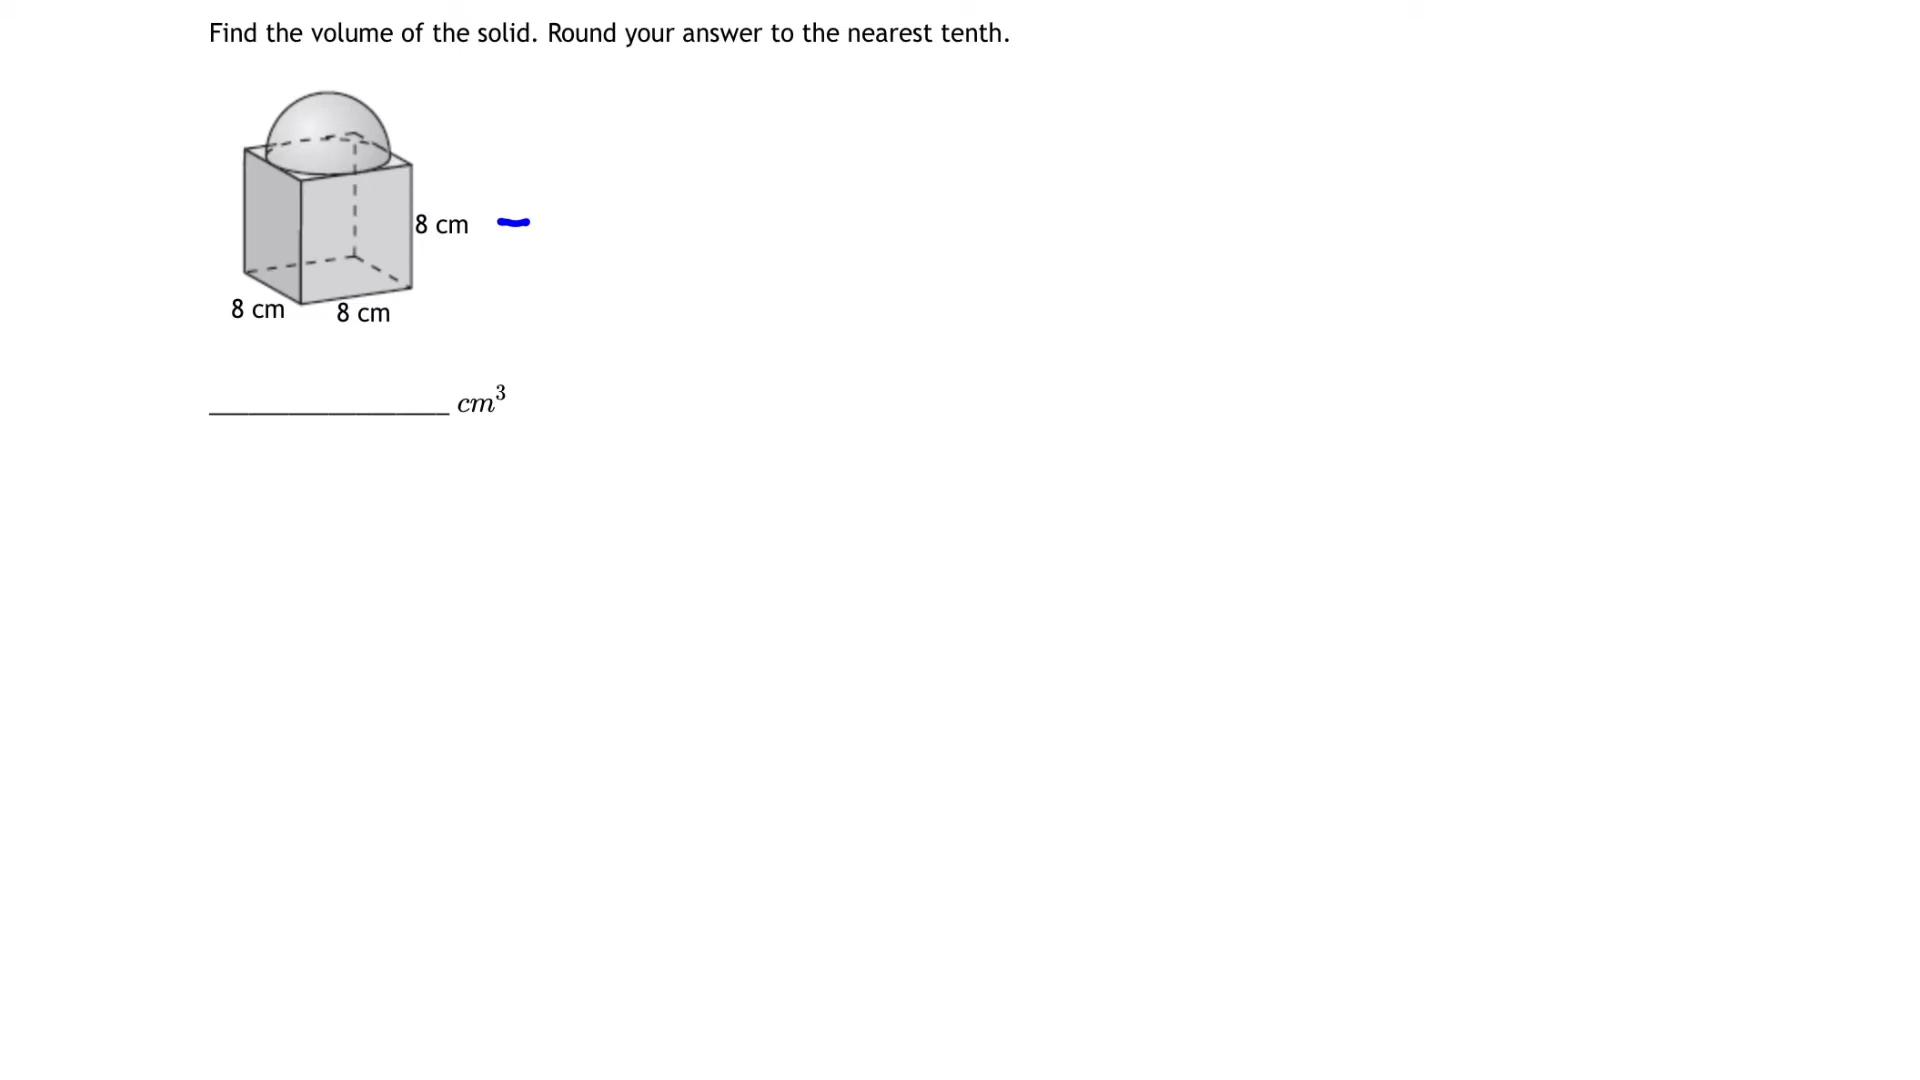 Find the volume of the solid. Round your answer to the nearest tenth.
8 cm
8 cm
8 cm
cm³